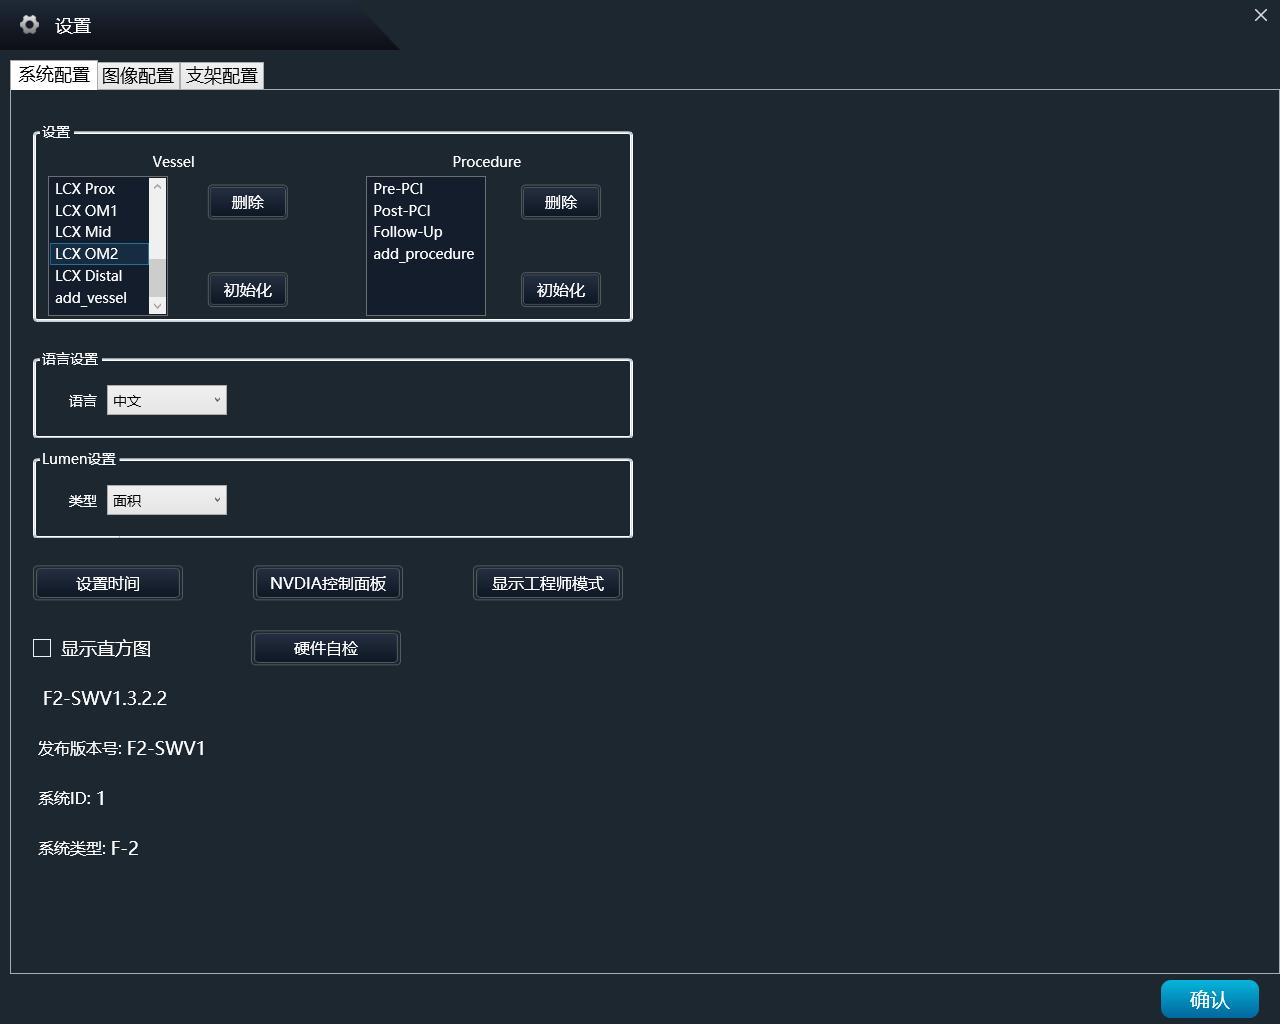 设置
系统配置 图像配置 支架配置
设置
Vessel
Procedure
LCX Prox
LCX OM1
LCX Mid
LCX OM2
LCX Distal
add_vessel
删除
初始化
Pre-PCI
Post-PCI
Follow-Up
add_procedure
删除
初始化
语言设置
语言 中文
Lumen设置
类型 面积
设置时间 NVDIA控制面板 显示工程师模式
显示直方图 硬件自检
F2-SWV1.3.2.2
发布版本号: F2-SWV1
系统ID: 1
系统类型: F-2
确认